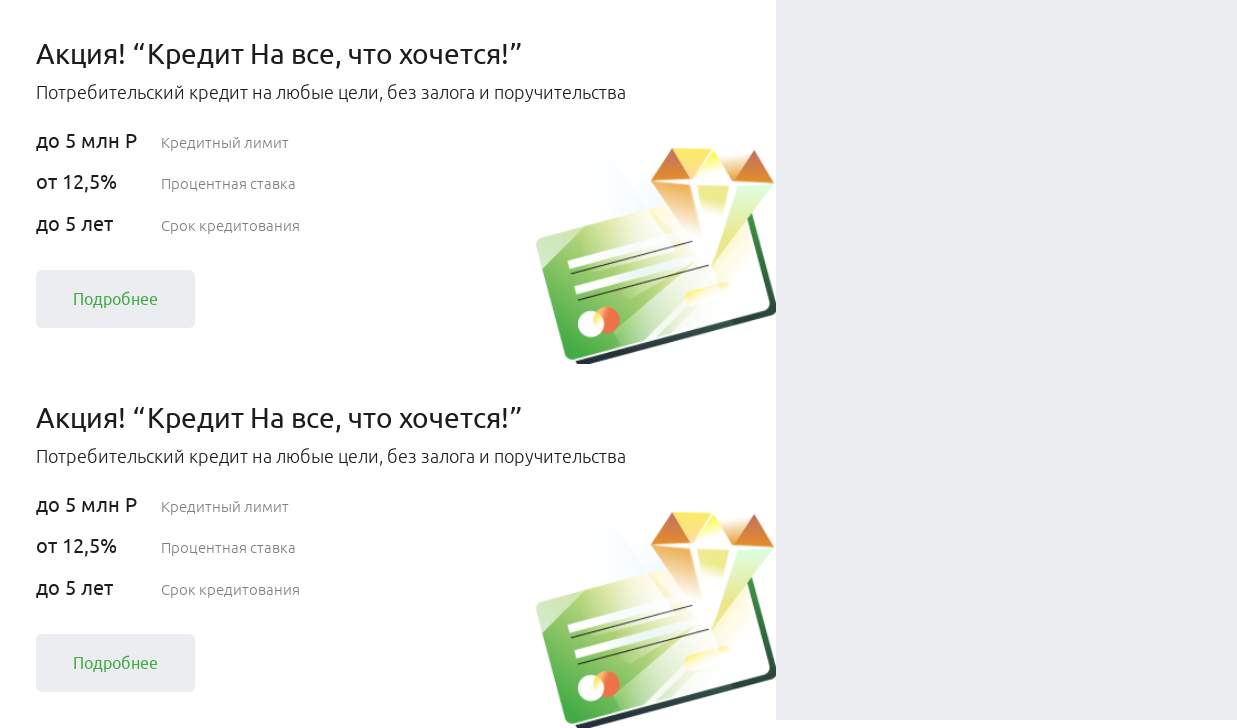 Акция! “Кредит На все, что хочется!”
Потребительский кредит на любые цели, без залога и поручительства
до 5 млн Р Кредитный лимит
от 12,5% Процентная ставка
до 5 лет Срок кредитования
Подробнее
Акция! “Кредит На все, что хочется!”
Потребительский кредит на любые цели, без залога и поручительства
до 5 млн Р Кредитный лимит
от 12,5% Процентная ставка
до 5 лет Срок кредитования
Подробнее